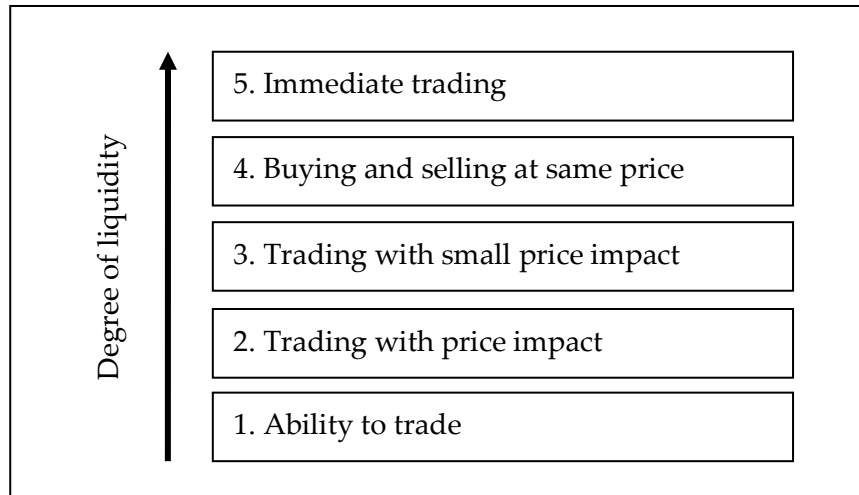 5. Immediate trading
4. Buying and selling at same price
3. Trading with small price impact
2. Trading with price impact
1. Ability to trade
Degree of liquidity